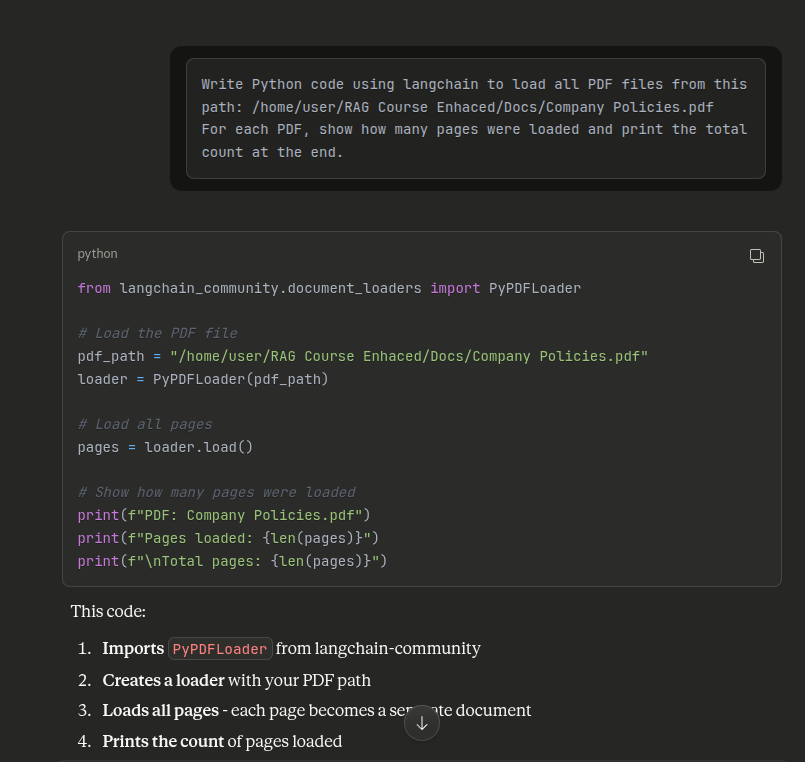 Write Python code using langchain to load all PDF files from this
path: /home/user/RAG Course Enhaced/Docs/Company Policies.pdf
For each PDF, show how many pages were loaded and print the total
count at the end.
python
from langchain_community.document_loaders import PyPDFLoader
# Load the PDF file
pdf_path = "/home/user/RAG Course Enhaced/Docs/Company Policies.pdf"
loader = PyPDFLoader(pdf_path)
# Load all pages
pages = loader.load()
# Show how many pages were loaded
print(f"PDF: Company Policies.pdf")
print(f"Pages loaded: {len(pages)}")
print(f"\nTotal pages: {len(pages)}")
This code:
1. Imports PyPDFLoader from langchain-community
2. Creates a loader with your PDF path
3. Loads all pages - each page becomes a document
4. Prints the count of pages loaded